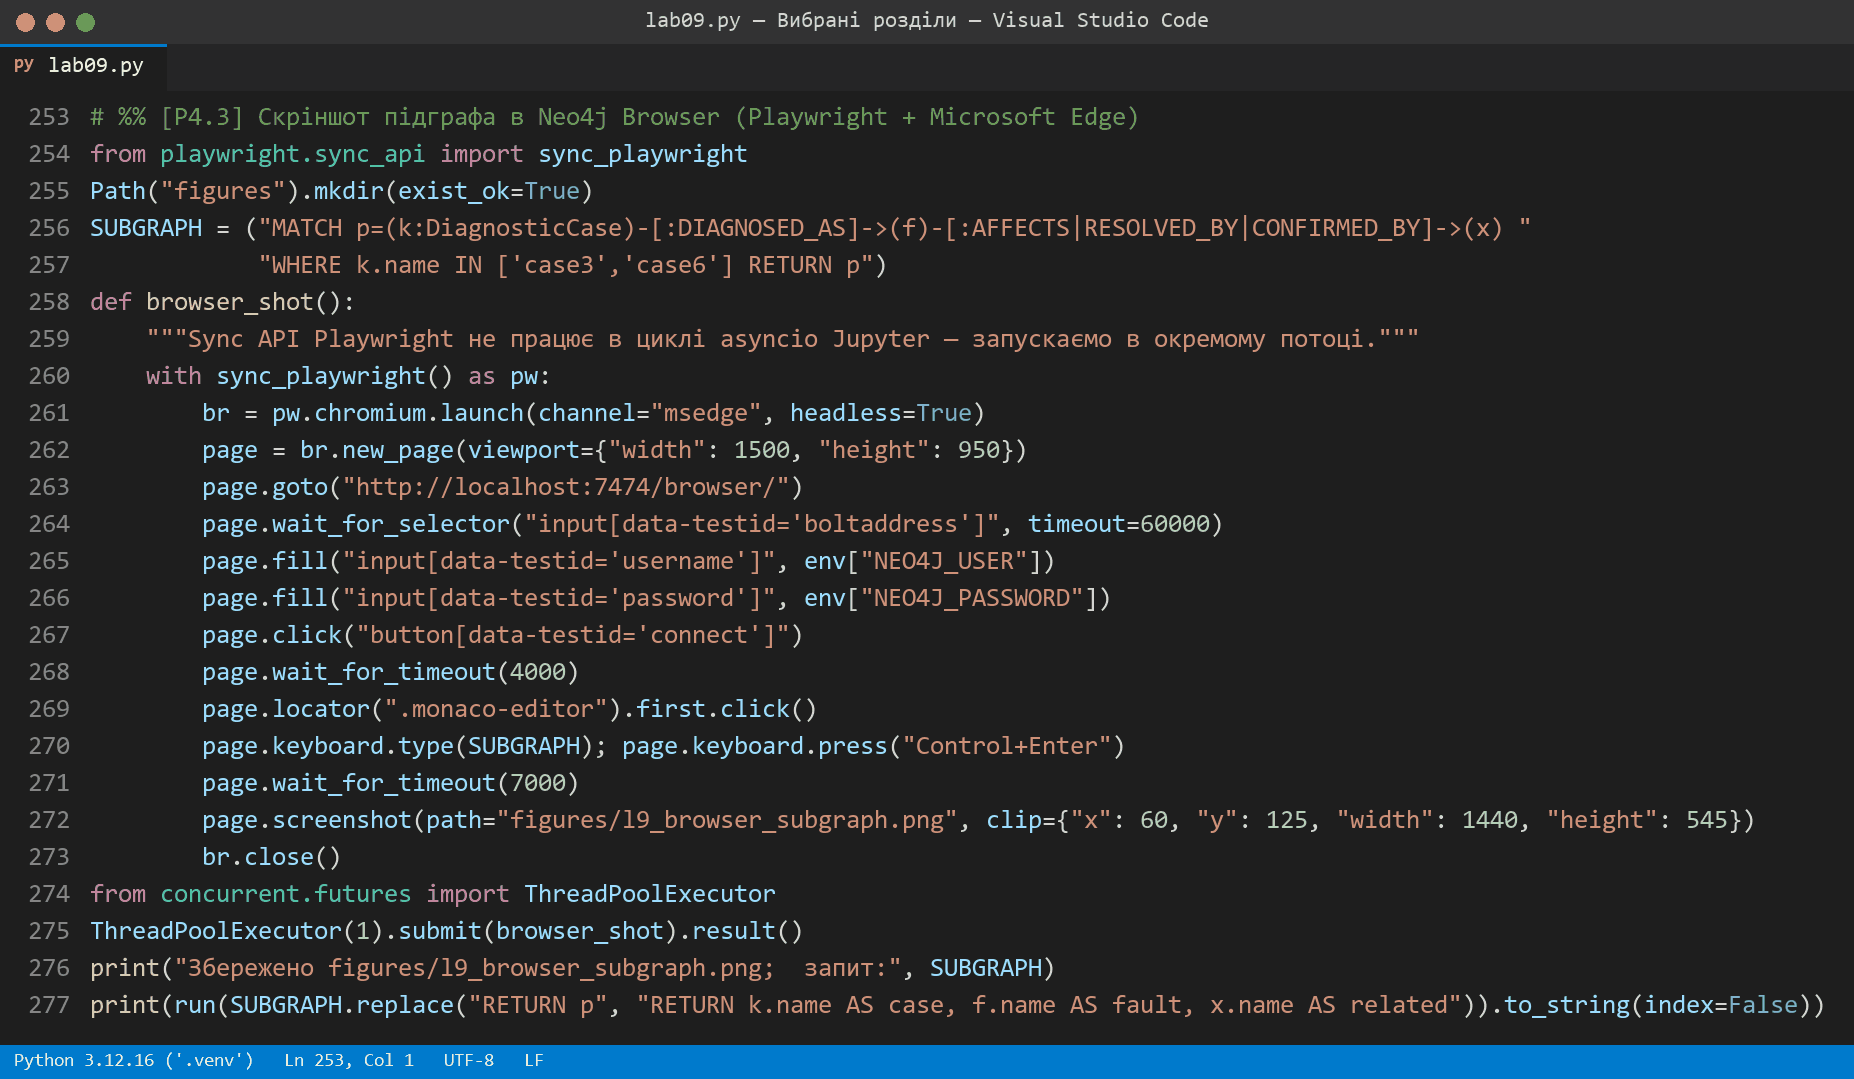 lab09.py — Вибрані розділи — Visual Studio Code
PY lab09.py
253 # %% [P4.3] Скріншот підграфа в Neo4j Browser (Playwright + Microsoft Edge)
254 from playwright.sync_api import sync_playwright
255 Path("figures").mkdir(exist_ok=True)
256 SUBGRAPH = ("MATCH p=(k:DiagnosticCase)-[:DIAGNOSED_AS]->(f)-[:AFFECTS|RESOLVED_BY|CONFIRMED_BY]->(x) "
257             "WHERE k.name IN ['case3','case6'] RETURN p")
258 def browser_shot():
259     """Sync API Playwright не працює в циклі asyncio Jupyter — запускаємо в окремому потоці."""
260     with sync_playwright() as pw:
261         br = pw.chromium.launch(channel="msedge", headless=True)
262         page = br.new_page(viewport={"width": 1500, "height": 950})
263         page.goto("http://localhost:7474/browser/")
264         page.wait_for_selector("input[data-testid='boltaddress']", timeout=60000)
265         page.fill("input[data-testid='username']", env["NEO4J_USER"])
266         page.fill("input[data-testid='password']", env["NEO4J_PASSWORD"])
267         page.click("button[data-testid='connect']")
268         page.wait_for_timeout(4000)
269         page.locator(".monaco-editor").first.click()
270         page.keyboard.type(SUBGRAPH); page.keyboard.press("Control+Enter")
271         page.wait_for_timeout(7000)
272         page.screenshot(path="figures/l9_browser_subgraph.png", clip={"x": 60, "y": 125, "width": 1440, "height": 545})
273         br.close()
274 from concurrent.futures import ThreadPoolExecutor
275 ThreadPoolExecutor(1).submit(browser_shot).result()
276 print("Збережено figures/l9_browser_subgraph.png;  запит:", SUBGRAPH)
277 print(run(SUBGRAPH.replace("RETURN p", "RETURN k.name AS case, f.name AS fault, x.name AS related")).to_string(index=False))
Python 3.12.16 ('.venv')   Ln 253, Col 1   UTF-8   LF